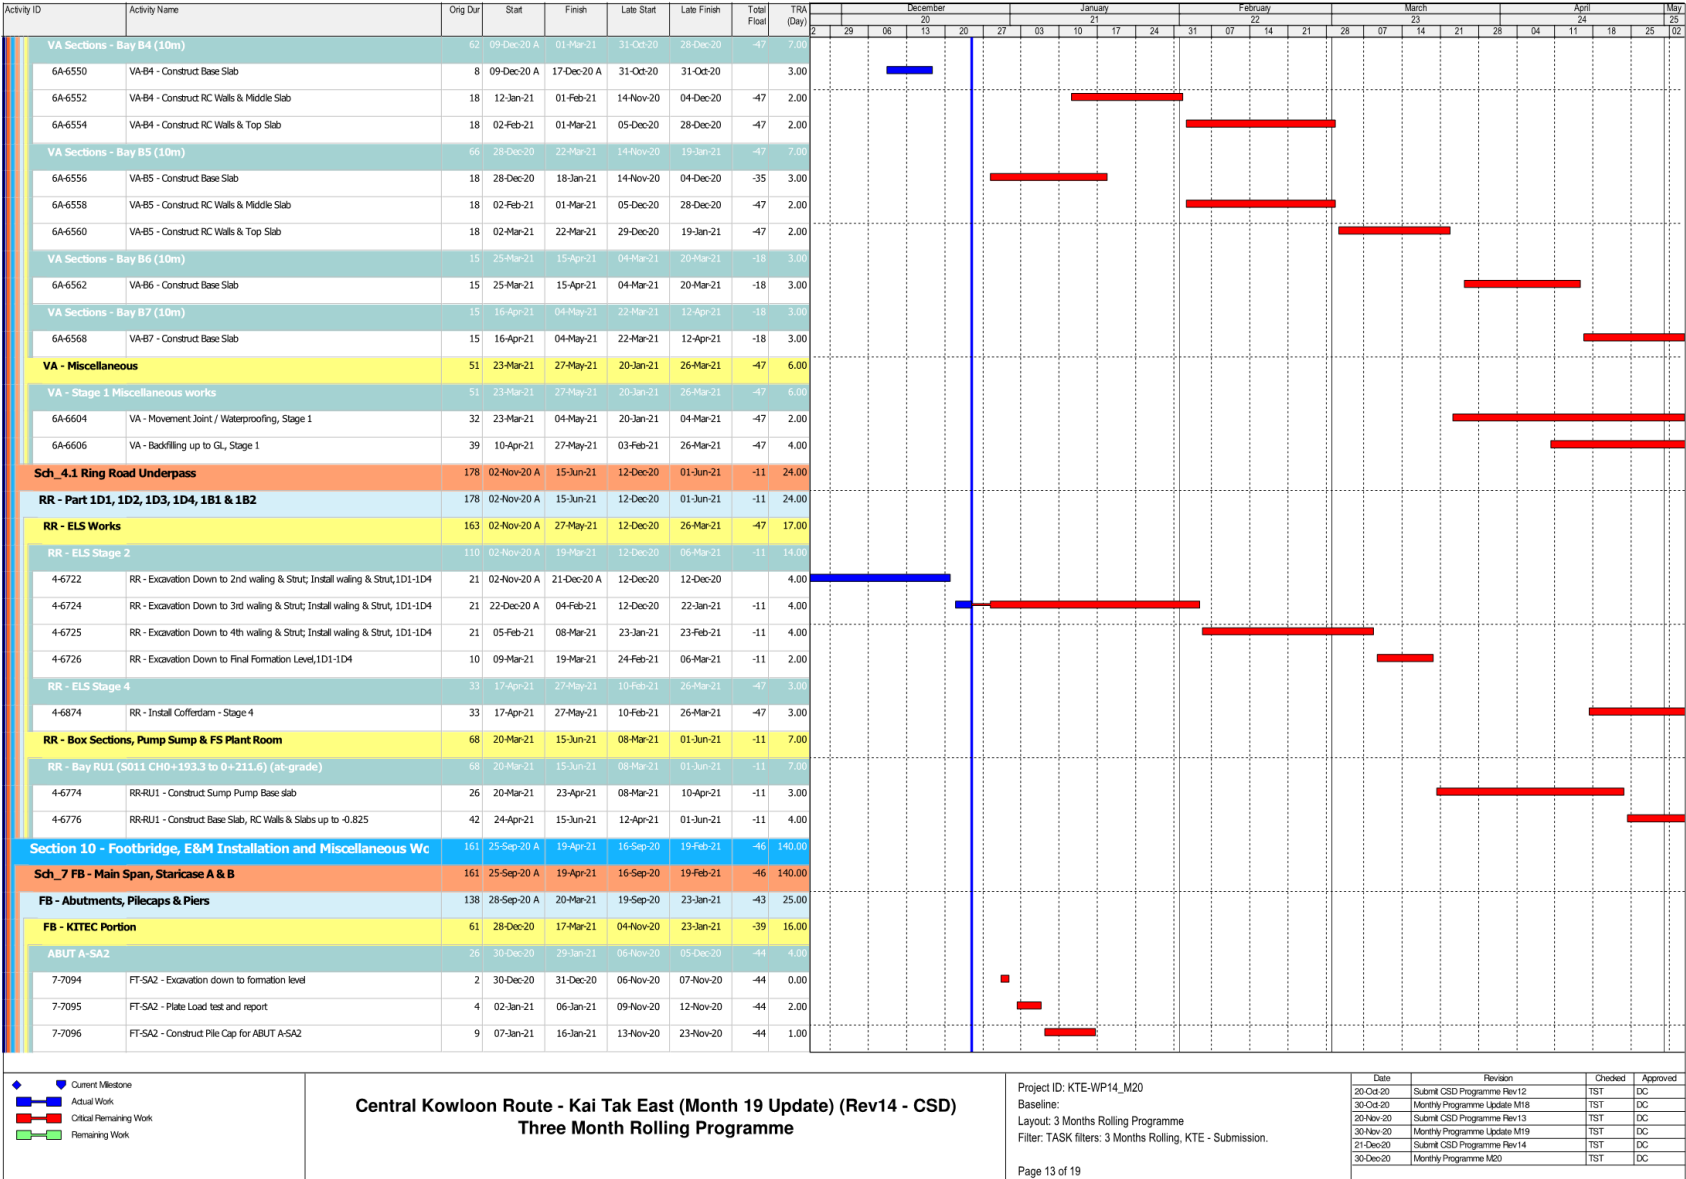 Activity ID Activity Name Orig Dur Start Finish Late Start Late Finish Total Float TRA (Day) December January February March April May
20 21 22 23 24 25
2 29 06 13 20 27 03 10 17 24 31 07 14 21 28 07 14 21 28 04 11 18 25 02
VA Sections - Bay B4 (10m) 62 09-Dec-20 A 01-Mar-21 31-Oct-20 28-Dec-20 -47 7.00
6A-6550 VA-B4 - Construct Base Slab 8 09-Dec-20 A 17-Dec-20 A 31-Oct-20 31-Oct-20 3.00
6A-6552 VA-B4 - Construct RC Walls & Middle Slab 18 12-Jan-21 01-Feb-21 14-Nov-20 04-Dec-20 -47 2.00
6A-6554 VA-B4 - Construct RC Walls & Top Slab 18 02-Feb-21 01-Mar-21 05-Dec-20 28-Dec-20 -47 2.00
VA Sections - Bay B5 (10m) 66 28-Dec-20 22-Mar-21 14-Nov-20 19-Jan-21 -47 7.00
6A-6556 VA-B5 - Construct Base Slab 18 28-Dec-20 18-Jan-21 14-Nov-20 04-Dec-20 -35 3.00
6A-6558 VA-B5 - Construct RC Walls & Middle Slab 18 02-Feb-21 01-Mar-21 05-Dec-20 28-Dec-20 -47 2.00
6A-6560 VA-B5 - Construct RC Walls & Top Slab 18 02-Mar-21 22-Mar-21 29-Dec-20 19-Jan-21 -47 2.00
VA Sections - Bay B6 (10m) 15 25-Mar-21 15-Apr-21 04-Mar-21 20-Mar-21 -18 3.00
6A-6562 VA-B6 - Construct Base Slab 15 25-Mar-21 15-Apr-21 04-Mar-21 20-Mar-21 -18 3.00
VA Sections - Bay B7 (10m) 15 16-Apr-21 04-May-21 22-Mar-21 12-Apr-21 -18 3.00
6A-6568 VA-B7 - Construct Base Slab 15 16-Apr-21 04-May-21 22-Mar-21 12-Apr-21 -18 3.00
VA - Miscellaneous 51 23-Mar-21 27-May-21 20-Jan-21 26-Mar-21 -47 6.00
VA - Stage 1 Miscellaneous works 51 23-Mar-21 27-May-21 20-Jan-21 26-Mar-21 -47 6.00
6A-6604 VA - Movement Joint / Waterproofing, Stage 1 32 23-Mar-21 04-May-21 20-Jan-21 04-Mar-21 -47 2.00
6A-6606 VA - Backfilling up to GL, Stage 1 39 10-Apr-21 27-May-21 03-Feb-21 26-Mar-21 -47 4.00
Sch_4.1 Ring Road Underpass 178 02-Nov-20 A 15-Jun-21 12-Dec-20 01-Jun-21 -11 24.00
RR - Part 1D1, 1D2, 1D3, 1D4, 1B1 & 1B2 178 02-Nov-20 A 15-Jun-21 12-Dec-20 01-Jun-21 -11 24.00
RR - ELS Works 163 02-Nov-20 A 27-May-21 12-Dec-20 26-Mar-21 -47 17.00
RR - ELS Stage 2 110 02-Nov-20 A 19-Mar-21 12-Dec-20 06-Mar-21 -11 14.00
4-6722 RR - Excavation Down to 2nd waling & Strut; Install waling & Strut,1D1-1D4 21 02-Nov-20 A 21-Dec-20 A 12-Dec-20 12-Dec-20 4.00
4-6724 RR - Excavation Down to 3rd waling & Strut; Install waling & Strut, 1D1-1D4 21 22-Dec-20 A 04-Feb-21 12-Dec-20 22-Jan-21 -11 4.00
4-6725 RR - Excavation Down to 4th waling & Strut; Install waling & Strut, 1D1-1D4 21 05-Feb-21 08-Mar-21 23-Jan-21 23-Feb-21 -11 4.00
4-6726 RR - Excavation Down to Final Formation Level,1D1-1D4 10 09-Mar-21 19-Mar-21 24-Feb-21 06-Mar-21 -11 2.00
RR - ELS Stage 4 33 17-Apr-21 27-May-21 10-Feb-21 26-Mar-21 -47 3.00
4-6874 RR - Install Cofferdam - Stage 4 33 17-Apr-21 27-May-21 10-Feb-21 26-Mar-21 -47 3.00
RR - Box Sections, Pump Sump & FS Plant Room 68 20-Mar-21 15-Jun-21 08-Mar-21 01-Jun-21 -11 7.00
RR - Bay RU1 (S011 CH0+193.3 to 0+211.6) (at-grade) 68 20-Mar-21 15-Jun-21 08-Mar-21 01-Jun-21 -11 7.00
4-6774 RR-RU1 - Construct Sump Pump Base slab 26 20-Mar-21 23-Apr-21 08-Mar-21 10-Apr-21 -11 3.00
4-6776 RR-RU1 - Construct Base Slab, RC Walls & Slabs up to -0.825 42 24-Apr-21 15-Jun-21 12-Apr-21 01-Jun-21 -11 4.00
Section 10 - Footbridge, E&M Installation and Miscellaneous Wc 161 25-Sep-20 A 19-Apr-21 16-Sep-20 19-Feb-21 -46 140.00
Sch_7 FB - Main Span, Staricase A & B 161 25-Sep-20 A 19-Apr-21 16-Sep-20 19-Feb-21 -46 140.00
FB - Abutments, Pilecaps & Piers 138 28-Sep-20 A 20-Mar-21 19-Sep-20 23-Jan-21 -43 25.00
FB - KITEC Portion 61 28-Dec-20 17-Mar-21 04-Nov-20 23-Jan-21 -39 16.00
ABUT A-SA2 26 30-Dec-20 29-Jan-21 06-Nov-20 05-Dec-20 -44 4.00
7-7094 FT-SA2 - Excavation down to formation level 2 30-Dec-20 31-Dec-20 06-Nov-20 07-Nov-20 -44 0.00
7-7095 FT-SA2 - Plate Load test and report 4 02-Jan-21 06-Jan-21 09-Nov-20 12-Nov-20 -44 2.00
7-7096 FT-SA2 - Construct Pile Cap for ABUT A-SA2 9 07-Jan-21 16-Jan-21 13-Nov-20 23-Nov-20 -44 1.00
Current Milestone
Actual Work
Critical Remaining Work
Remaining Work
Central Kowloon Route - Kai Tak East (Month 19 Update) (Rev14 - CSD)
Three Month Rolling Programme
Project ID: KTE-WP14_M20
Baseline:
Layout: 3 Months Rolling Programme
Filter: TASK filters: 3 Months Rolling, KTE - Submission.
Page 13 of 19
Date Revision Checked Approved
20-Oct-20 Submit CSD Programme Rev12 TST DC
30-Oct-20 Monthly Programme Update M18 TST DC
20-Nov-20 Submit CSD Programme Rev13 TST DC
30-Nov-20 Monthly Programme Update M19 TST DC
21-Dec-20 Submit CSD Programme Rev14 TST DC
30-Dec-20 Monthly Programme M20 TST DC